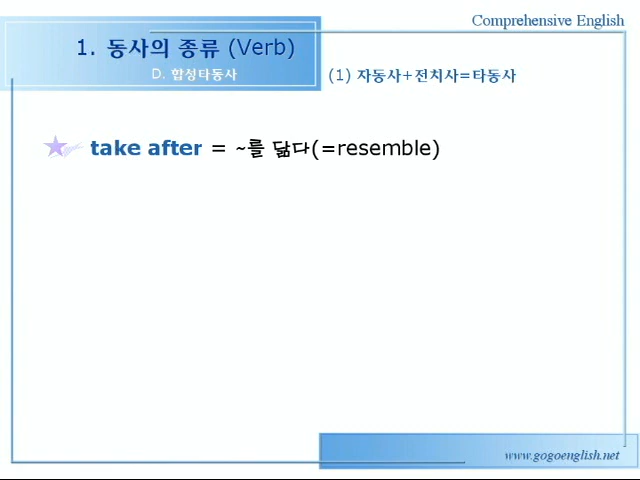 Comprehensive English
1. 동사의 종류 (Verb)
D. 합성타동사
(1) 자동사+전치사=타동사
take after = ~를 닮다(=resemble)
www.gogoenglish.net